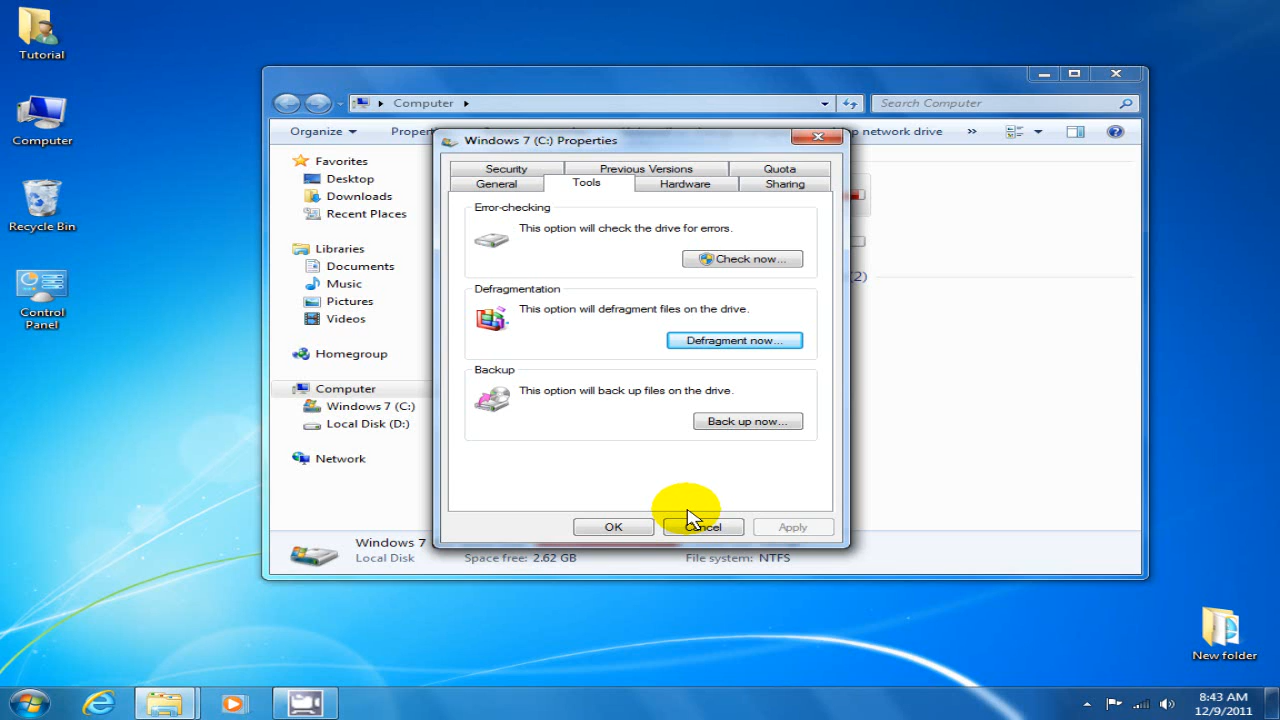 Tutorial
Computer
Recycle Bin
Control
Panel
Computer
Search Computer
Organize
Windows 7 (C:) Properties
network drive
»
Favorites
Desktop
Downloads
Recent Places
Libraries
Documents
Music
Pictures
Videos
Homegroup
Computer
Windows 7 (C:)
Local Disk (D:)
Network
Security Previous Versions Quota
General Tools Hardware Sharing
Error-checking
This option will check the drive for errors.
Check now...
Defragmentation
This option will defragment files on the drive.
Defragment now...
Backup
This option will back up files on the drive.
Back up now...
OK Cancel Apply
(2)
Windows 7
Local Disk Space free: 2.62 GB File system: NTFS
New folder
8:43 AM
12/9/2011